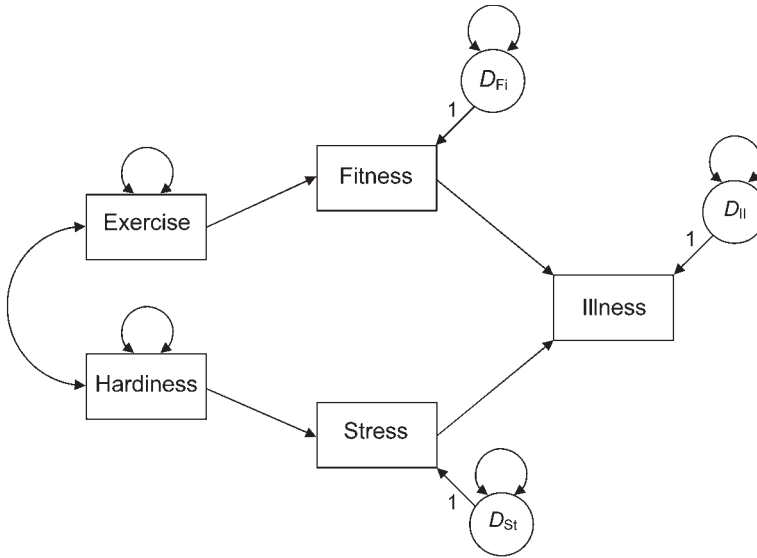 D_Fi
1
Fitness
Exercise
D_Il
1
Illness
Hardiness
Stress
1
D_St